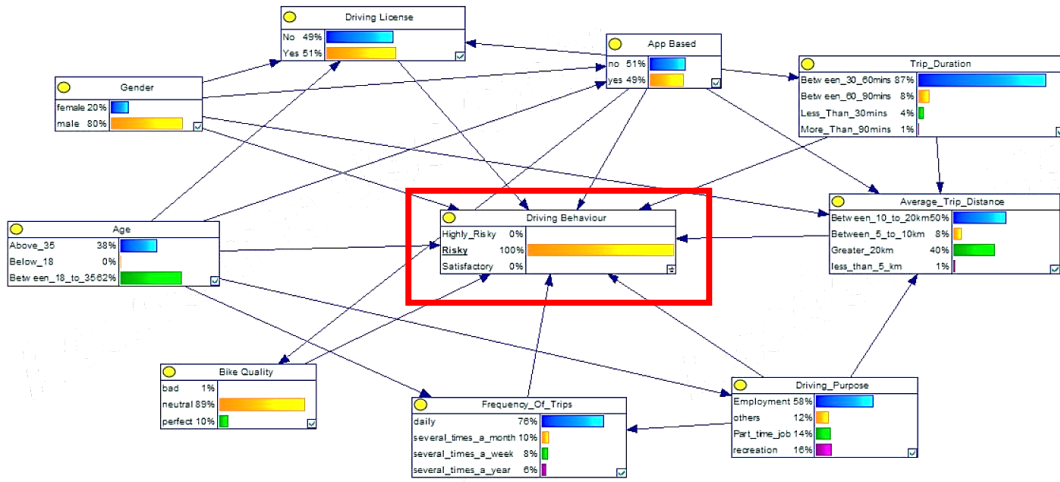 Driving License
No 49%
Yes 51%
App Based
no 51%
yes 49%
Trip_Duration
Between_30_60mins 87%
Between_60_90mins 8%
Less_Than_30mins 4%
More_Than_90mins 1%
Gender
female 20%
male 80%
Average_Trip_Distance
Between_10_to_20km 50%
Between_5_to_10km 8%
Greater_20km 40%
less_than_5_km 1%
Driving Behaviour
Highly_Risky 0%
Risky 100%
Satisfactory 0%
Age
Above_35 38%
Below_18 0%
Between_18_to_35 62%
Bike Quality
bad 1%
neutral 89%
perfect 10%
Frequency_Of_Trips
daily 76%
several_times_a_month 10%
several_times_a_week 8%
several_times_a_year 6%
Driving_Purpose
Employment 58%
others 12%
Part_time_job 14%
recreation 16%